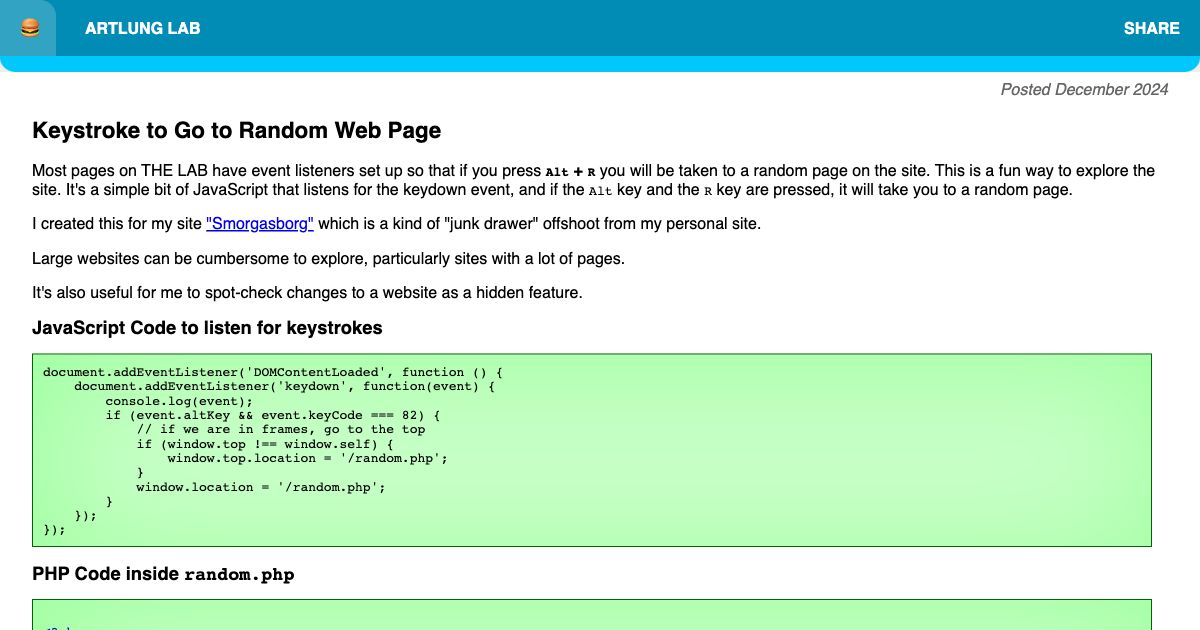 ARTLUNG LAB
SHARE
Posted December 2024
Keystroke to Go to Random Web Page
Most pages on THE LAB have event listeners set up so that if you press Alt + R you will be taken to a random page on the site. This is a fun way to explore the
site. It's a simple bit of JavaScript that listens for the keydown event, and if the Alt key and the R key are pressed, it will take you to a random page.
I created this for my site "Smorgasborg" which is a kind of "junk drawer" offshoot from my personal site.
Large websites can be cumbersome to explore, particularly sites with a lot of pages.
It's also useful for me to spot-check changes to a website as a hidden feature.
JavaScript Code to listen for keystrokes
document.addEventListener('DOMContentLoaded', function () {
    document.addEventListener('keydown', function(event) {
        console.log(event);
        if (event.altKey && event.keyCode === 82) {
            // if we are in frames, go to the top
            if (window.top !== window.self) {
                window.top.location = '/random.php';
            }
            window.location = '/random.php';
        }
    });
});
PHP Code inside random.php